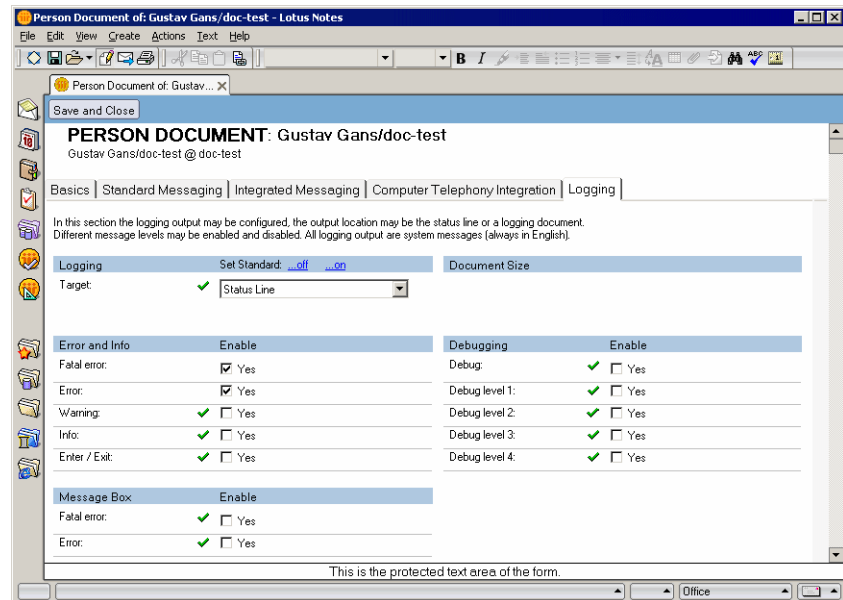 Person Document of: Gustav Gans/doc-test - Lotus Notes
File Edit View Create Actions Text Help
B I
Person Document of: Gustav...
Save and Close
PERSON DOCUMENT: Gustav Gans/doc-test
Gustav Gans/doc-test @ doc-test
Basics Standard Messaging Integrated Messaging Computer Telephony Integration Logging
In this section the logging output may be configured, the output location may be the status line or a logging document.
Different message levels may be enabled and disabled. All logging output are system messages (always in English).
Logging Set Standard: ...off ...on Document Size
Target: Status Line
Error and Info Enable Debugging Enable
Fatal error: Yes Debug: Yes
Error: Yes Debug level 1: Yes
Warning: Yes Debug level 2: Yes
Info: Yes Debug level 3: Yes
Enter / Exit: Yes Debug level 4: Yes
Message Box Enable
Fatal error: Yes
Error: Yes
This is the protected text area of the form.
Office